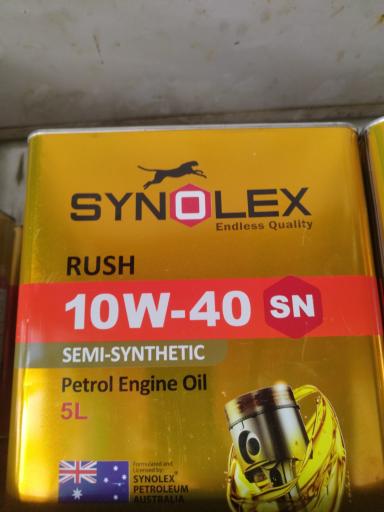 SYNOLEX
Endless Quality
RUSH
10W-40 SN
SEMI-SYNTHETIC
Petrol Engine Oil
5L
Formulated and
Licensed by:
SYNOLEX®
PETROLEUM
AUSTRALIA